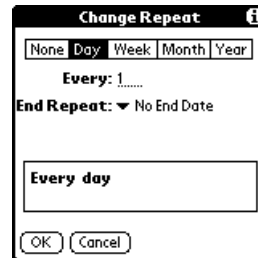 Change Repeat i
None Day Week Month Year
Every: 1
End Repeat: No End Date
Every day
OK Cancel